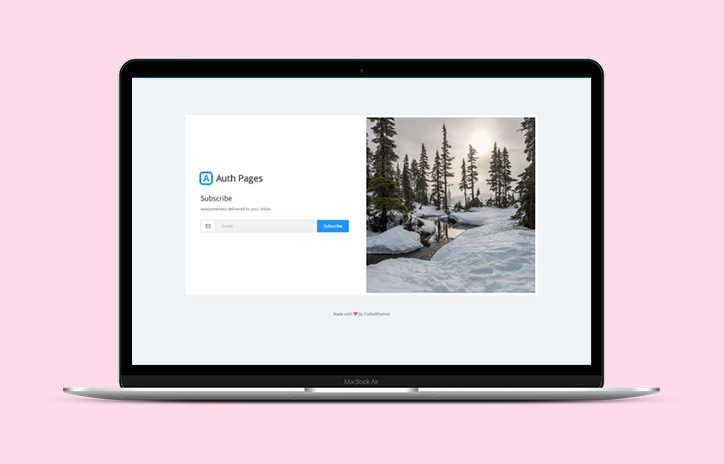 A Auth Pages
Subscribe
Awesomeness delivered to your inbox.
Email
Subscribe
Made with ❤ by Codedthemes
MacBook Air